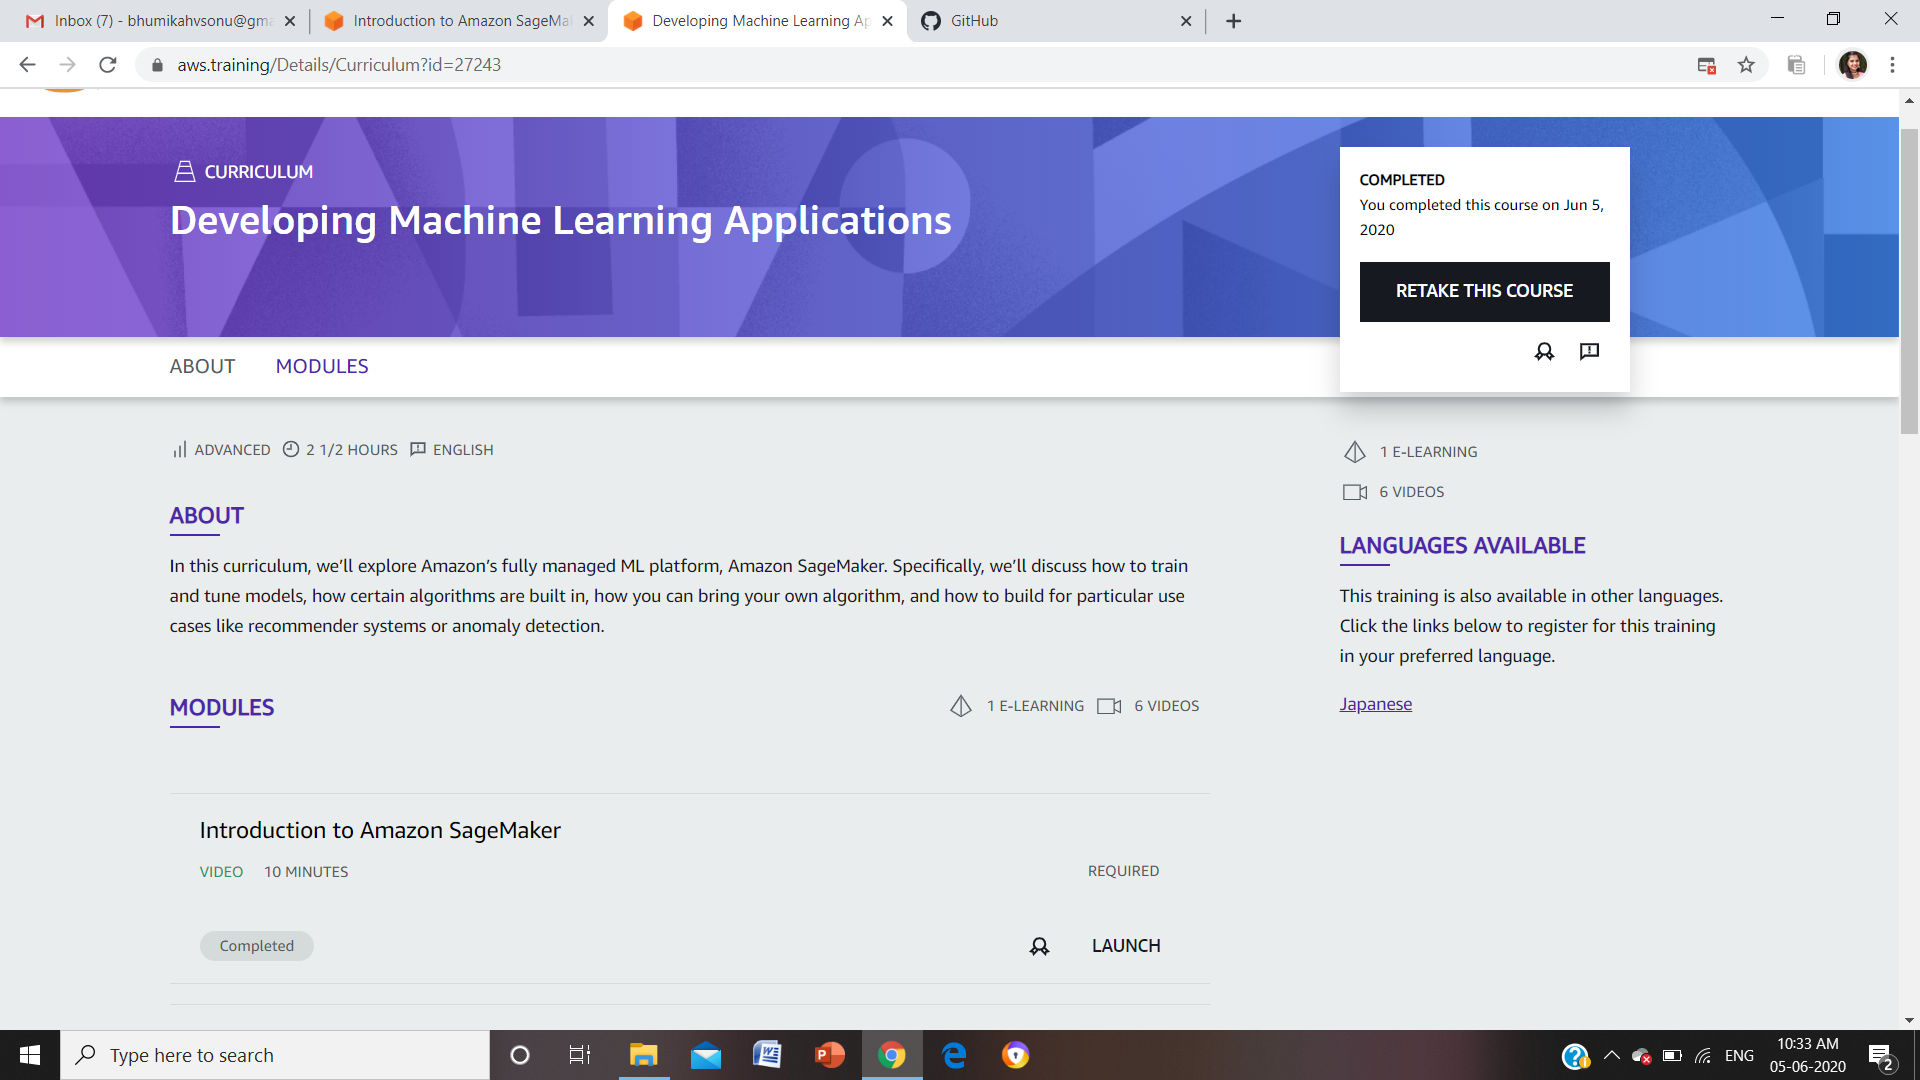 Inbox (7) - bhumikahvsonu@gma
Introduction to Amazon SageMa
Developing Machine Learning Ap
GitHub
aws.training/Details/Curriculum?id=27243
CURRICULUM
Developing Machine Learning Applications
COMPLETED
You completed this course on Jun 5,
2020
RETAKE THIS COURSE
ABOUT
MODULES
ADVANCED
2 1/2 HOURS
ENGLISH
1 E-LEARNING
6 VIDEOS
ABOUT
In this curriculum, we’ll explore Amazon’s fully managed ML platform, Amazon SageMaker. Specifically, we’ll discuss how to train
and tune models, how certain algorithms are built in, how you can bring your own algorithm, and how to build for particular use
cases like recommender systems or anomaly detection.
LANGUAGES AVAILABLE
This training is also available in other languages.
Click the links below to register for this training
in your preferred language.
Japanese
MODULES
1 E-LEARNING
6 VIDEOS
Introduction to Amazon SageMaker
VIDEO
10 MINUTES
REQUIRED
Completed
LAUNCH
Type here to search
ENG
10:33 AM
05-06-2020
2